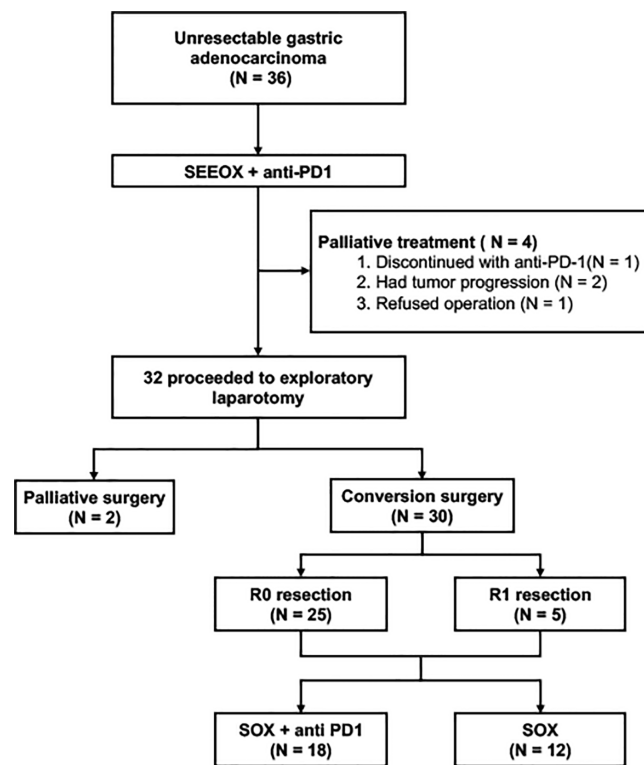 Unresectable gastric
adenocarcinoma
(N = 36)
SEEOX + anti-PD1
Palliative treatment ( N = 4)
1. Discontinued with anti-PD-1(N = 1)
2. Had tumor progression (N = 2)
3. Refused operation (N = 1)
32 proceeded to exploratory
laparotomy
Palliative surgery
(N = 2)
Conversion surgery
(N = 30)
R0 resection
(N = 25)
R1 resection
(N = 5)
SOX + anti PD1
(N = 18)
SOX
(N = 12)